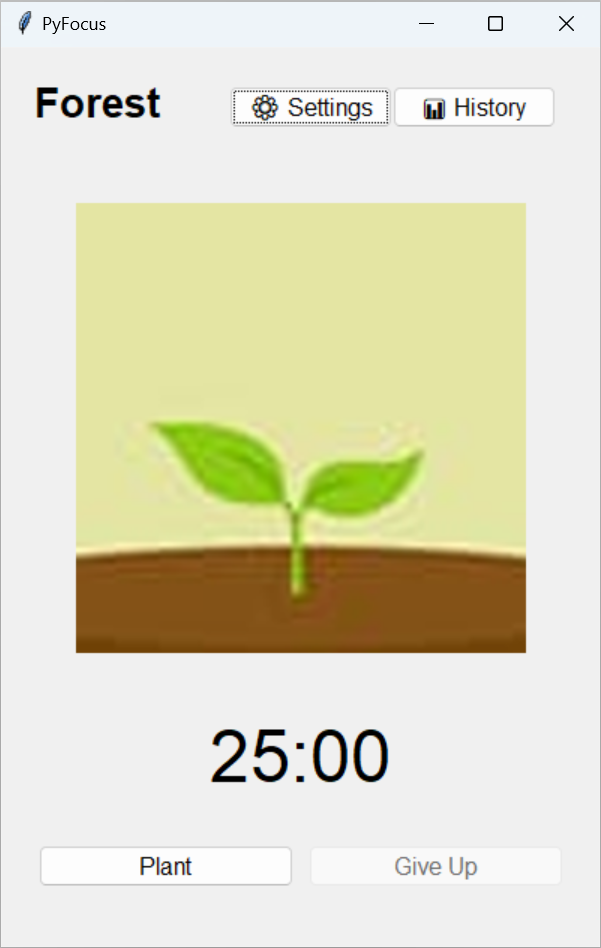 PyFocus
Forest
⚙ Settings
📊 History
25:00
Plant
Give Up